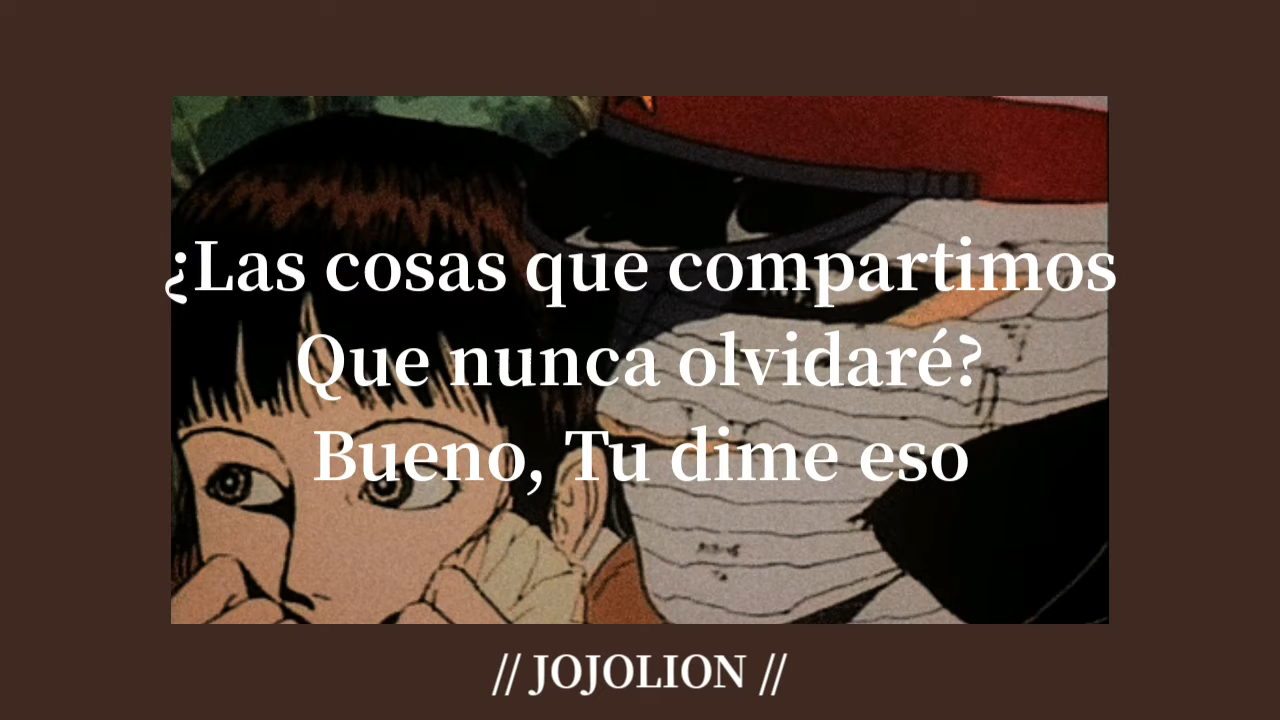 ¿Las cosas que compartimos
Que nunca olvidaré?
Bueno, Tu dime eso
// JOJOLION //